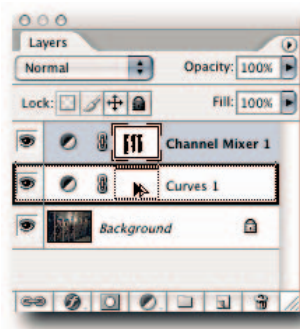 Layers
Normal Opacity: 100%
Lock: Fill: 100%
Channel Mixer 1
Curves 1
Background